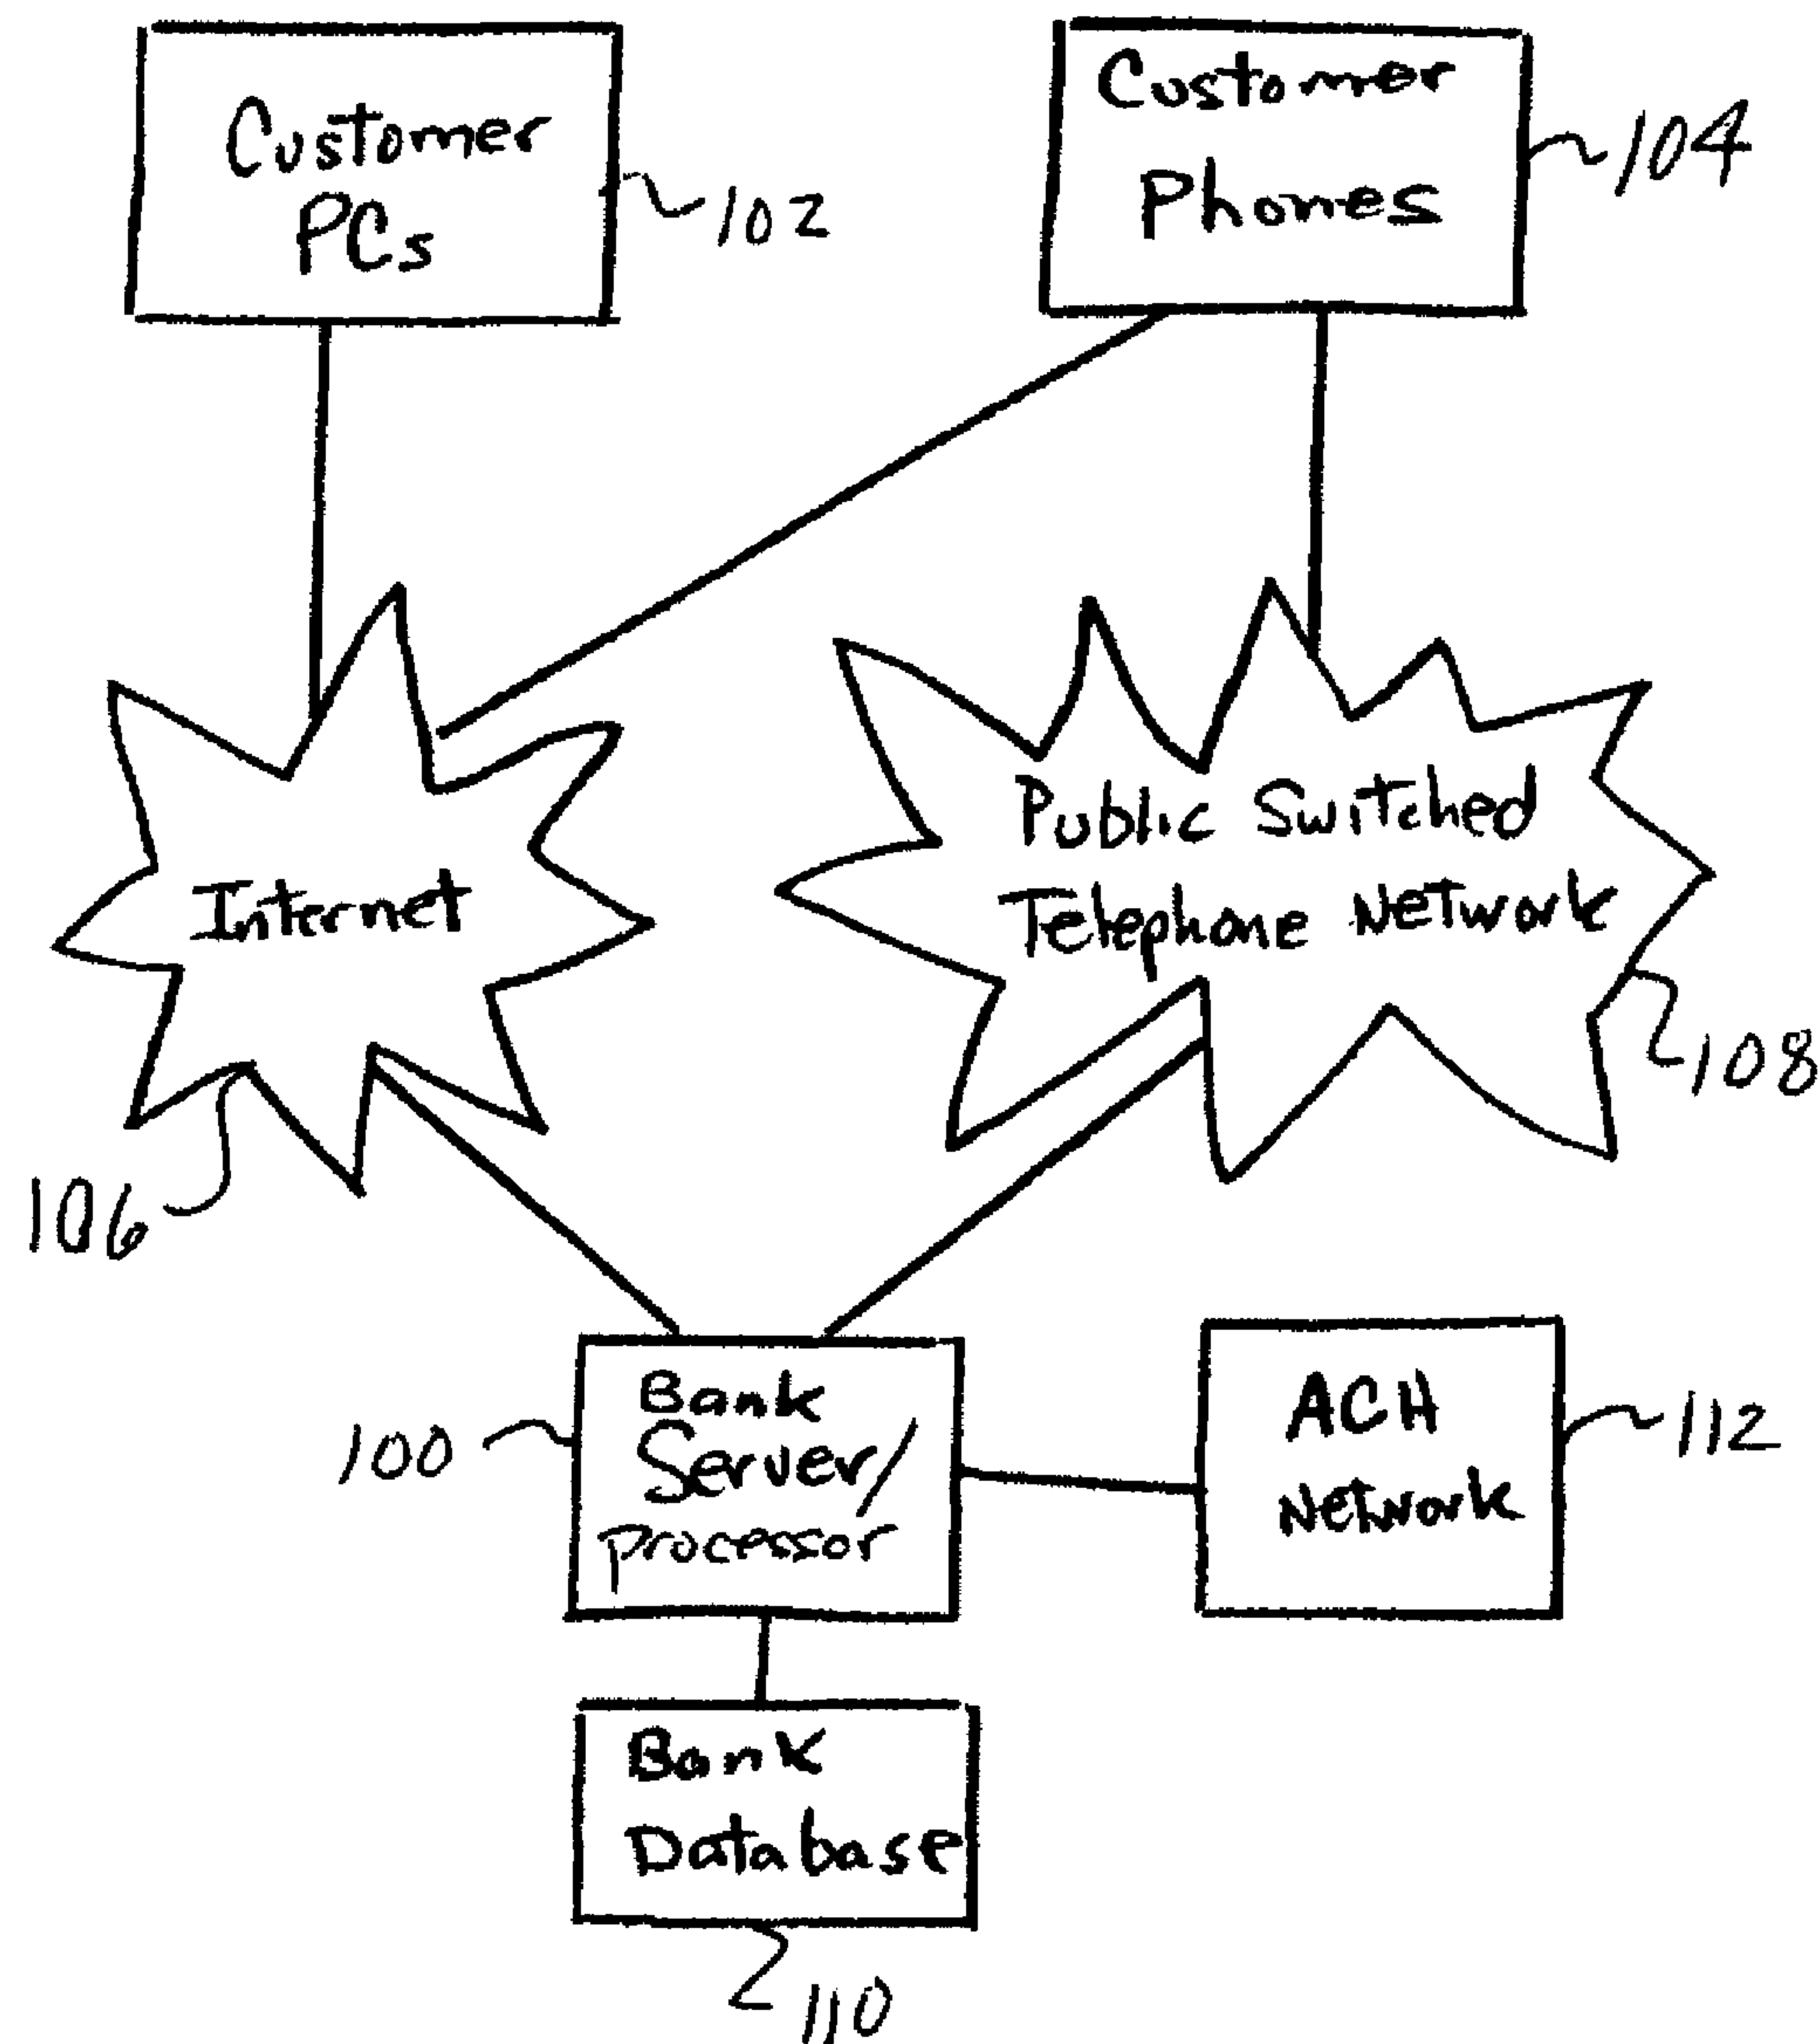 Customer
PCs
102
Customer
Phones
104
Internet
106
Public Switched
Telephone Network
108
Bank
Server/
processor
100
ACH
Network
112
Bank
Database
110